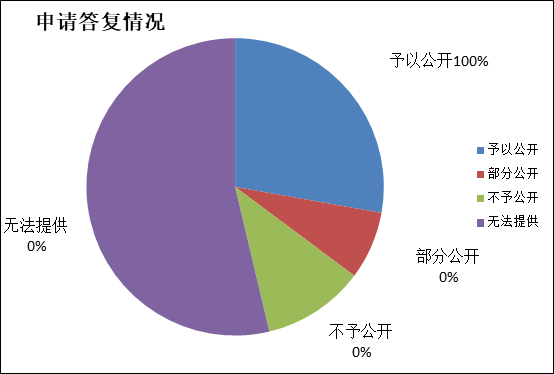 申请答复情况
予以公开100%
予以公开
部分公开
不予公开
无法提供
无法提供
0%
部分公开
0%
不予公开
0%